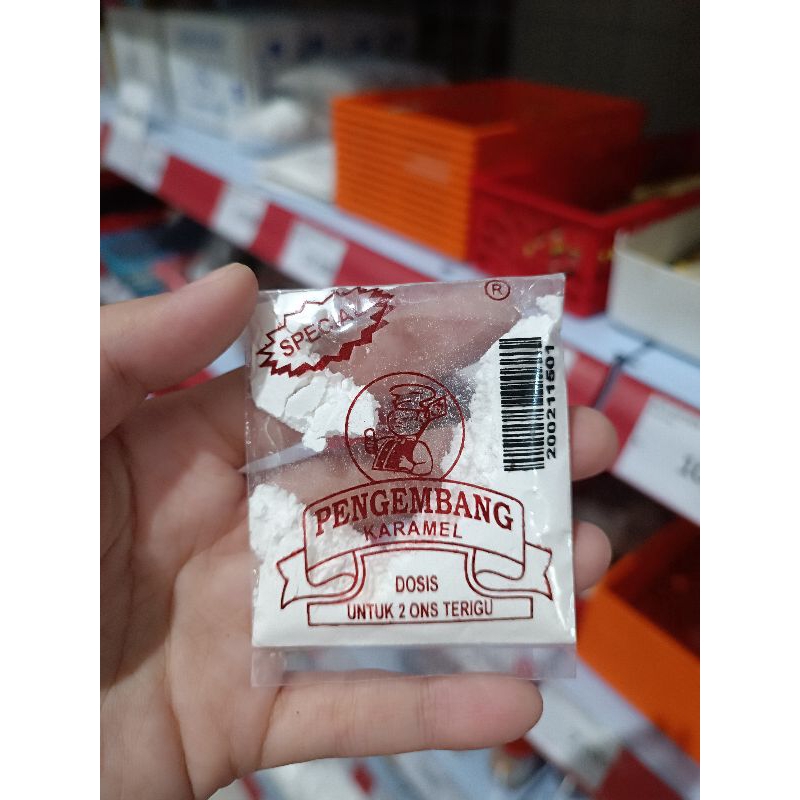 SPECIAL
®
200211501
PENGEMBANG
KARAMEL
DOSIS
UNTUK 2 ONS TERIGU